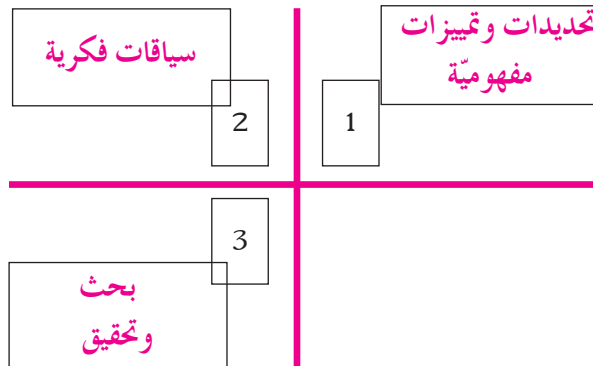 تحديدات وتمييزات
مفهوميّة
1
سياقات فكرية
2
3
بحث
وتحقيق